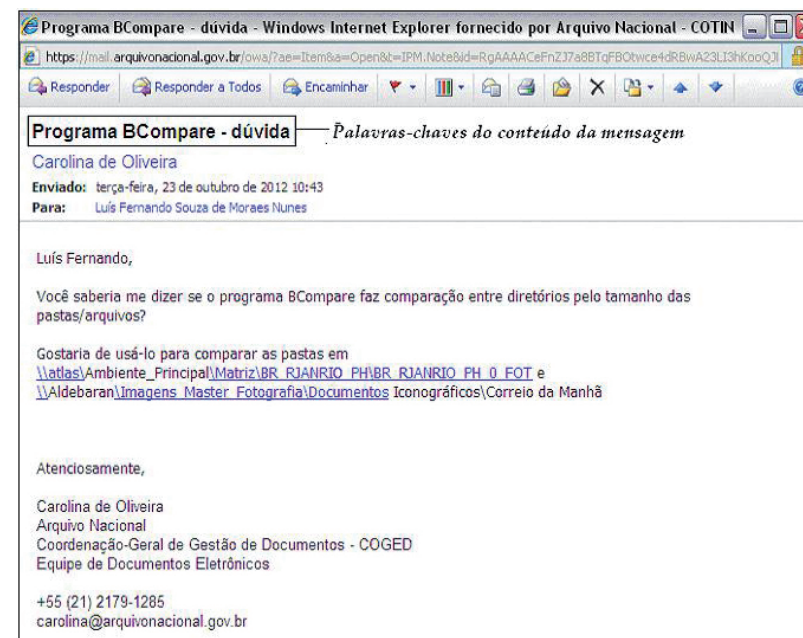 Programa BCompare - dúvida - Windows Internet Explorer fornecido por Arquivo Nacional - COTIN
https://mail.arquivonacional.gov.br/owa/?ae=Item&a=Open&t=IPM.Note&id=
Responder Responder a Todos Encaminhar
Programa BCompare - dúvida Palavras-chaves do conteúdo da mensagem
Carolina de Oliveira
Enviado: terça-feira, 23 de outubro de 2012 10:43
Para: Luís Fernando Souza de Moraes Nunes
Luís Fernando,
Você saberia me dizer se o programa BCompare faz comparação entre diretórios pelo tamanho das
pastas/arquivos?
Gostaria de usá-lo para comparar as pastas em
\\atlas\Ambiente_Principal\Matriz\BR_RJANRIO_PH\BR_RJANRIO_PH_0_FOT e
\\Aldebaran\Imagens_Master_Fotografia\Documentos Iconográficos\Correio da Manhã
Atenciosamente,
Carolina de Oliveira
Arquivo Nacional
Coordenação-Geral de Gestão de Documentos - COGED
Equipe de Documentos Eletrônicos
+55 (21) 2179-1285
carolina@arquivonacional.gov.br